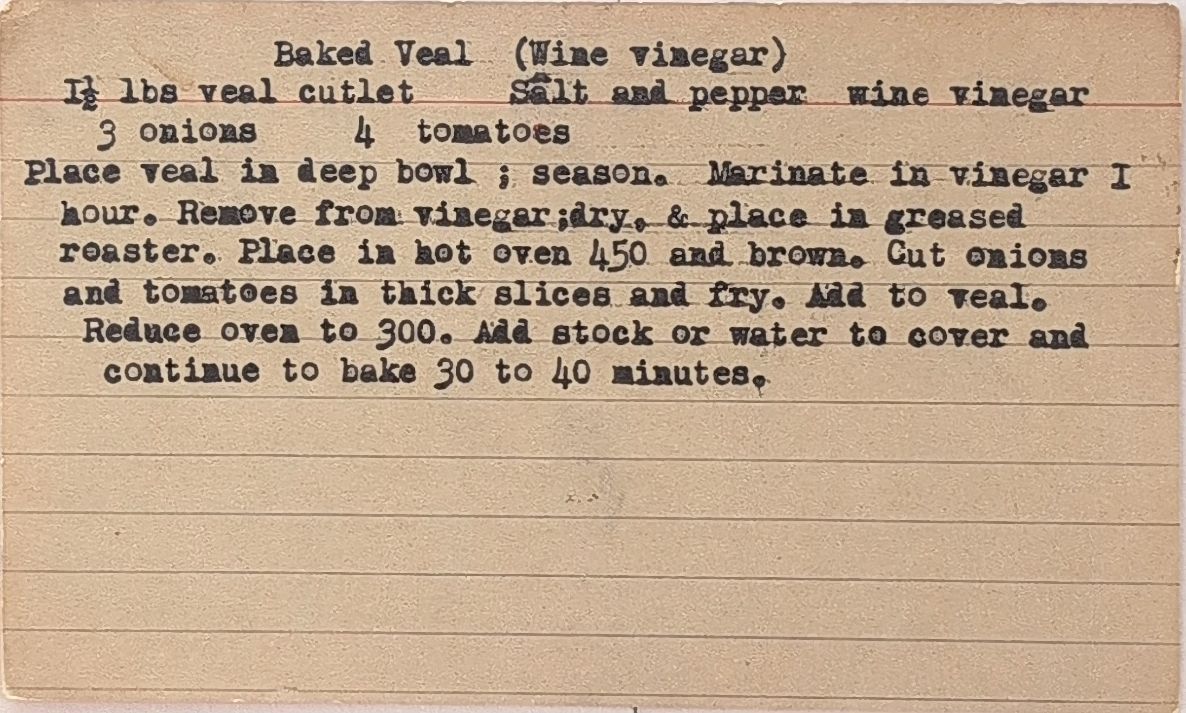 Baked Veal (Wine vinegar)
I½ lbs veal cutlet Salt and pepper wine vinegar
3 onions 4 tomatoes
Place veal in deep bowl ; season. Marinate in vinegar I
hour. Remove from vinegar;dry, & place in greased
roaster. Place in hot oven 450 and brown. Cut onions
and tomatoes in thick slices and fry. Add to veal.
Reduce oven to 300. Add stock or water to cover and
continue to bake 30 to 40 minutes.